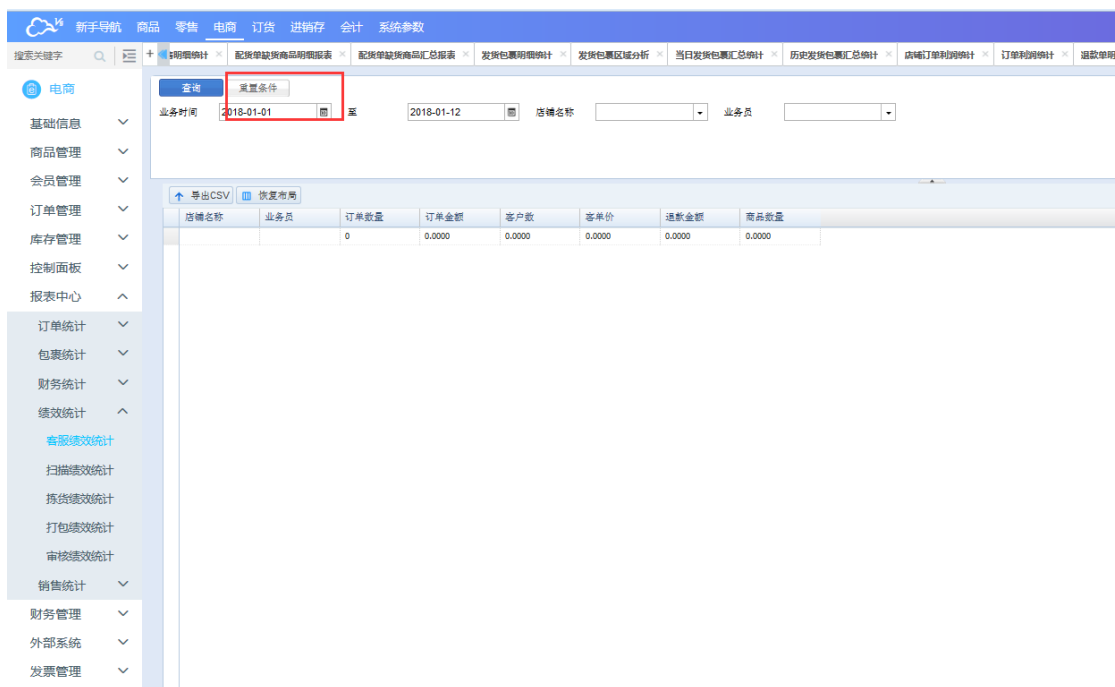 V⅓ 新手导航 商品 零售 电商 订货 进销存 会计 系统参数
搜索关键字 + 明细统计 × 配货单缺货商品明细报表 × 配货单缺货商品汇总报表 × 发货包裹明细统计 × 发货包裹区域分析 × 当日发货包裹汇总统计 × 历史发货包裹汇总统计 × 店铺订单利润统计 × 订单利润统计 × 退款单明
电商
查询 重置条件
业务时间 2018-01-01 至 2018-01-12 店铺名称 业务员
基础信息
商品管理
会员管理
导出CSV 恢复布局
订单管理
店铺名称 业务员 订单数量 订单金额 客户数 客单价 退款金额 商品数量
0 0.0000 0.0000 0.0000 0.0000 0.0000
库存管理
控制面板
报表中心
订单统计
包裹统计
财务统计
绩效统计
客服绩效统计
扫描绩效统计
拣货绩效统计
打包绩效统计
审核绩效统计
销售统计
财务管理
外部系统
发票管理